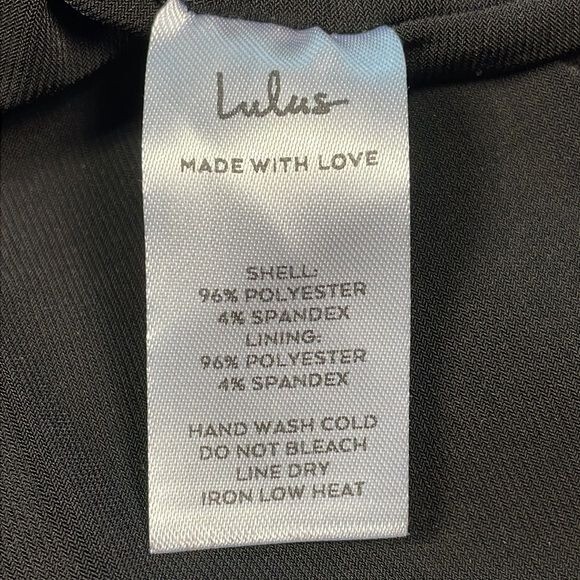 Lulus
MADE WITH LOVE
SHELL:
96% POLYESTER
4% SPANDEX
LINING:
96% POLYESTER
4% SPANDEX
HAND WASH COLD
DO NOT BLEACH
LINE DRY
IRON LOW HEAT